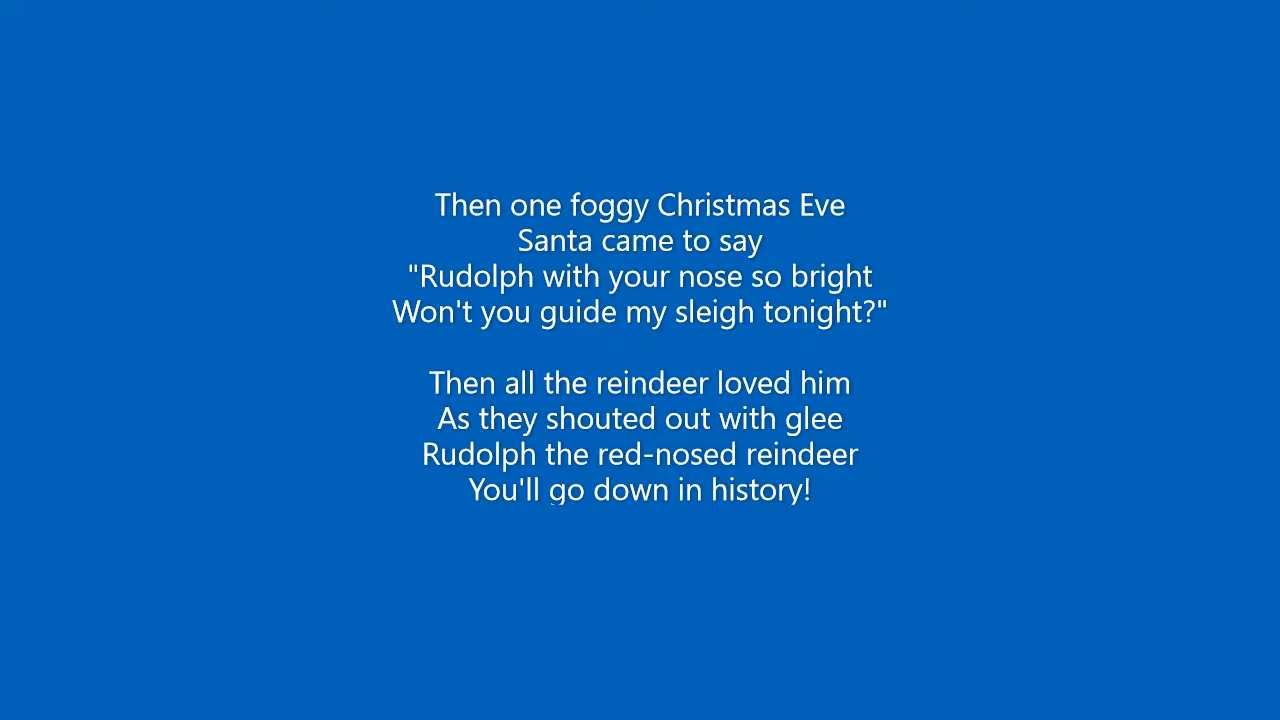 Then one foggy Christmas Eve
Santa came to say
"Rudolph with your nose so bright
Won't you guide my sleigh tonight?"
Then all the reindeer loved him
As they shouted out with glee
Rudolph the red-nosed reindeer
You'll go down in history!